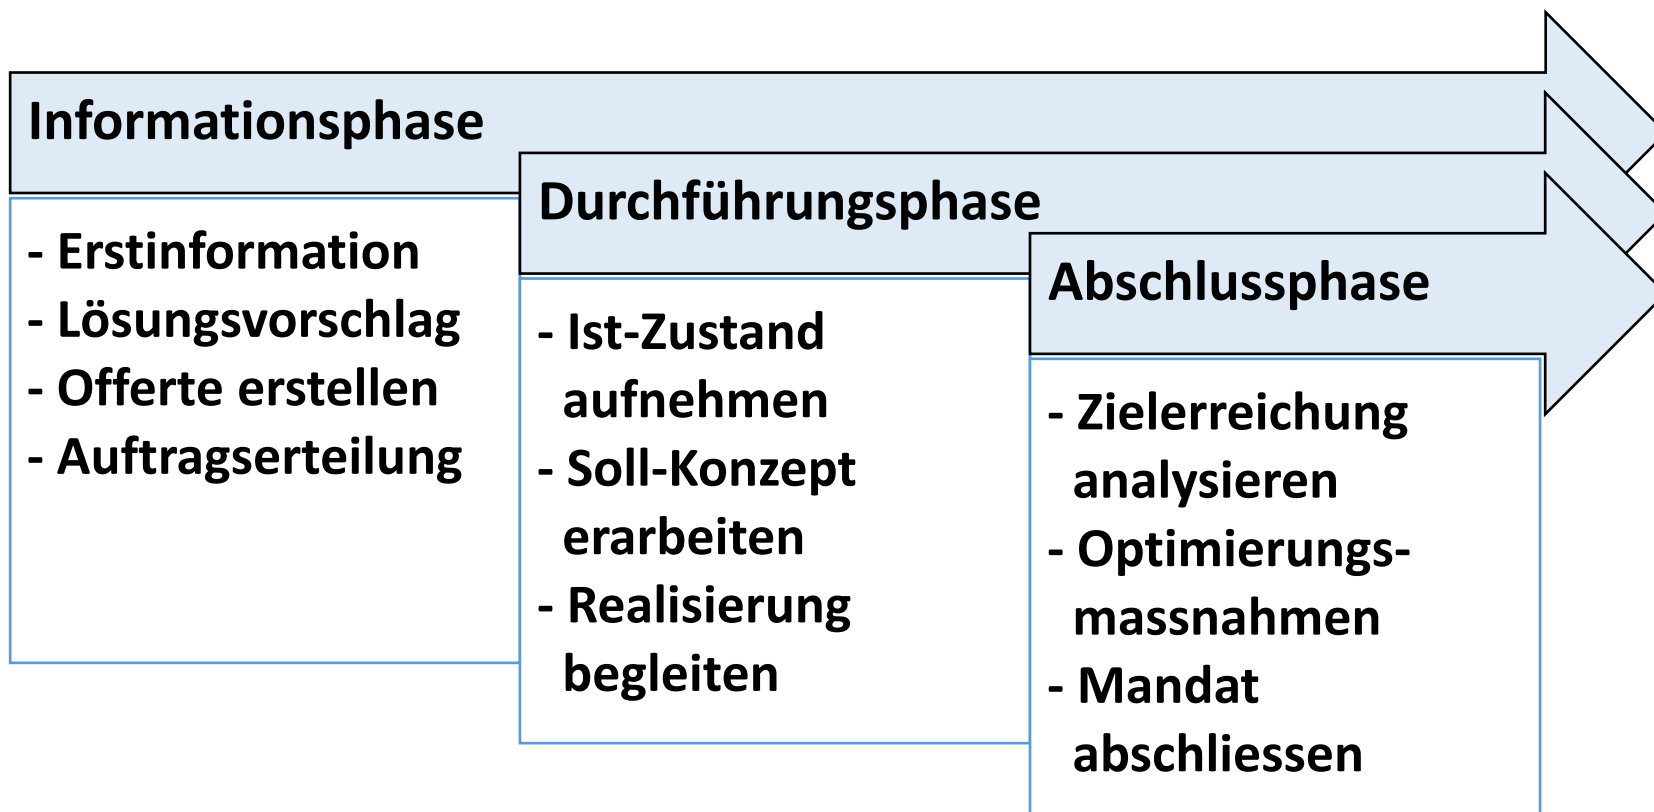 Informationsphase
- Erstinformation
- Lösungsvorschlag
- Offerte erstellen
- Auftragserteilung
Durchführungsphase
- Ist-Zustand
aufnehmen
- Soll-Konzept
erarbeiten
- Realisierung
begleiten
Abschlussphase
- Zielerreichung
analysieren
- Optimierungs-
massnahmen
- Mandat
abschliessen